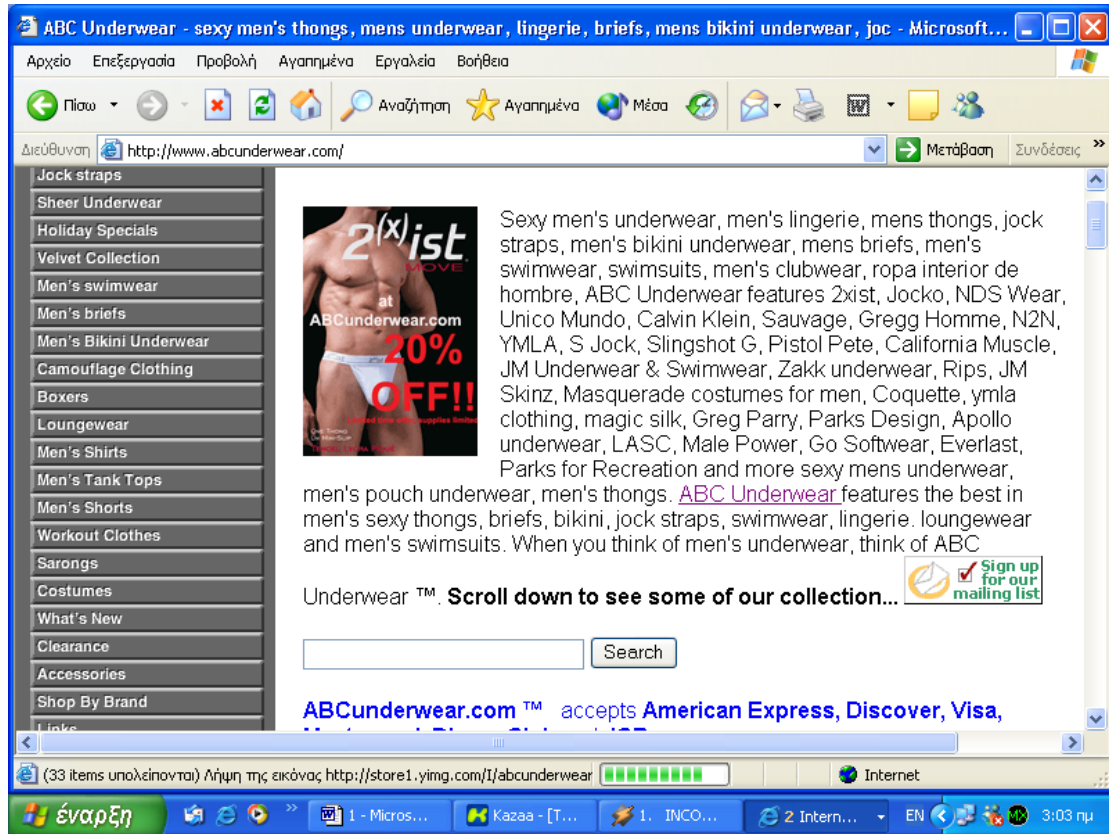 ABC Underwear - sexy men's thongs, mens underwear, lingerie, briefs, mens bikini underwear, joc - Microsoft...
Αρχείο Επεξεργασία Προβολή Αγαπημένα Εργαλεία Βοήθεια
Πίσω Αναζήτηση Αγαπημένα Μέσα
Διεύθυνση http://www.abcunderwear.com/ Μετάβαση Συνδέσεις »
Jock straps
Sheer Underwear
Holiday Specials
Velvet Collection
Men's swimwear
Men's briefs
Men's Bikini Underwear
Camouflage Clothing
Boxers
Loungewear
Men's Shirts
Men's Tank Tops
Men's Shorts
Workout Clothes
Sarongs
Costumes
What's New
Clearance
Accessories
Shop By Brand
Links
2(x)ist
MOVE
at
ABCunderwear.com
20%
OFF!!
Sexy men's underwear, men's lingerie, mens thongs, jock
straps, men's bikini underwear, mens briefs, men's
swimwear, swimsuits, men's clubwear, ropa interior de
hombre, ABC Underwear features 2xist, Jocko, NDS Wear,
Unico Mundo, Calvin Klein, Sauvage, Gregg Homme, N2N,
YMLA, S Jock, Slingshot G, Pistol Pete, California Muscle,
JM Underwear & Swimwear, Zakk underwear, Rips, JM
Skinz, Masquerade costumes for men, Coquette, ymla
clothing, magic silk, Greg Parry, Parks Design, Apollo
underwear, LASC, Male Power, Go Softwear, Everlast,
Parks for Recreation and more sexy mens underwear,
men's pouch underwear, men's thongs. ABC Underwear features the best in
men's sexy thongs, briefs, bikini, jock straps, swimwear, lingerie. loungewear
and men's swimsuits. When you think of men's underwear, think of ABC
Underwear ™. Scroll down to see some of our collection...
Sign up
for our
mailing list
Search
ABCunderwear.com ™ accepts American Express, Discover, Visa,
(33 items υπολείπονται) Λήψη της εικόνας http://store1.yimg.com/I/abcunderwear Internet
έναρξη » 1 - Micros... Kazaa - [T... 1. INCO... 2 Intern... EN 3:03 πμ